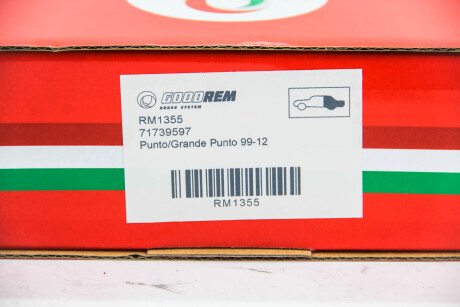 GOODREM
BRAKE SYSTEM
RM1355
71739597
Punto/Grande Punto 99-12
RM1355